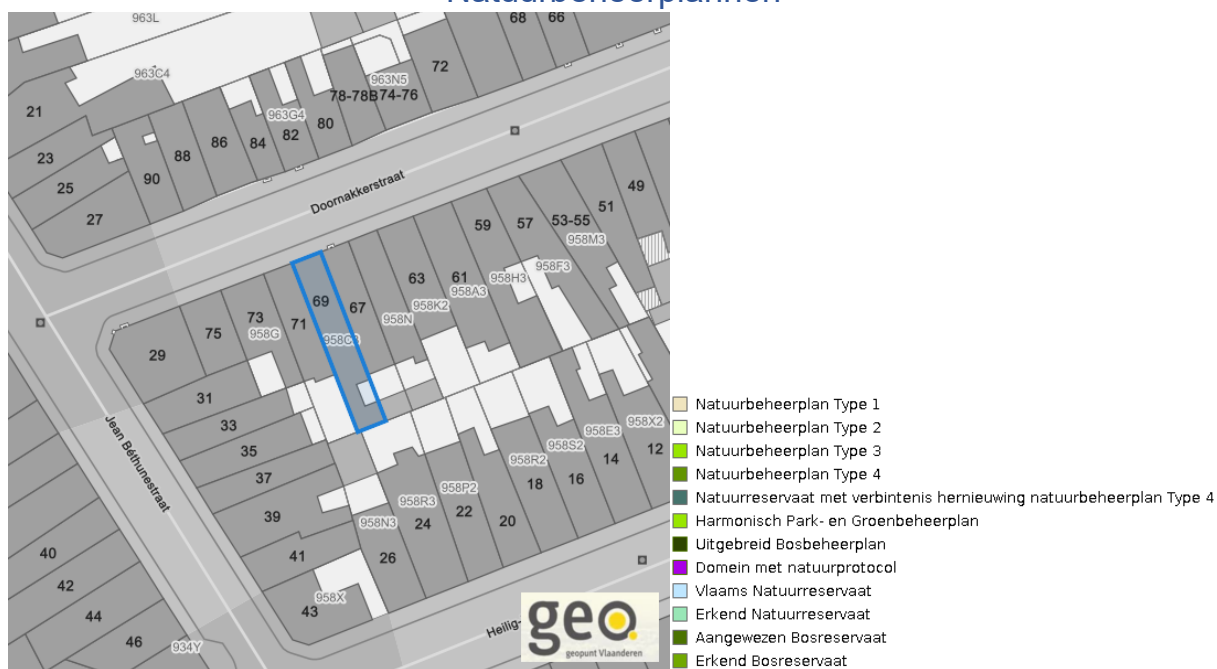 Natuurbeheerplannen
963L
68
66
963C4
72
963N5
78-78B
74-76
21
963G4
80
82
84
86
88
23
90
25
27
Doornakkerstraat
49
51
53-55
57
59
958M3
958F3
958H3
61
63
958A3
958K2
69
67
958N
71
73
958G
75
29
31
33
35
37
39
41
43
Jean Béthunestraat
958X2
12
958E3
14
958S2
16
958R2
18
20
958P2
22
958R3
24
958N3
26
958X
40
42
44
46
934Y
Heilig-
geo
geopunt Vlaanderen
Natuurbeheerplan Type 1
Natuurbeheerplan Type 2
Natuurbeheerplan Type 3
Natuurbeheerplan Type 4
Natuurreservaat met verbintenis hernieuwing natuurbeheerplan Type 4
Harmonisch Park- en Groenbeheerplan
Uitgebreid Bosbeheerplan
Domein met natuurprotocol
Vlaams Natuurreservaat
Erkend Natuurreservaat
Aangewezen Bosreservaat
Erkend Bosreservaat